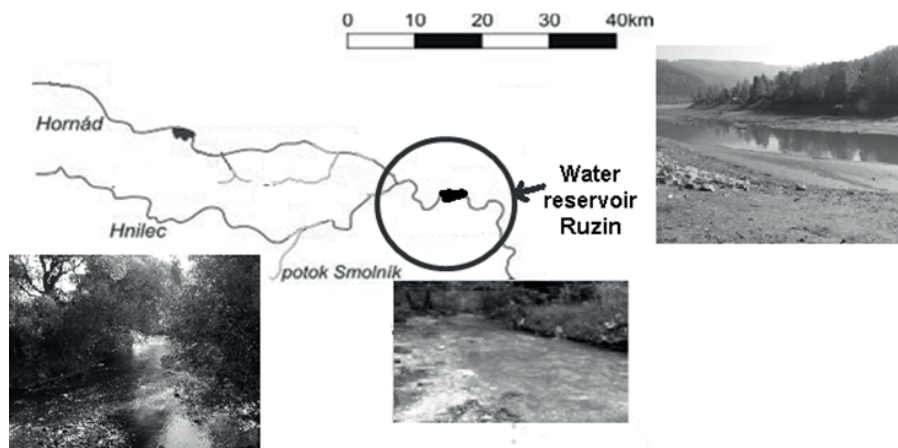 0 10 20 30 40km
Hornád
Water
reservoir
Ruzin
Hnilec
potok Smolník